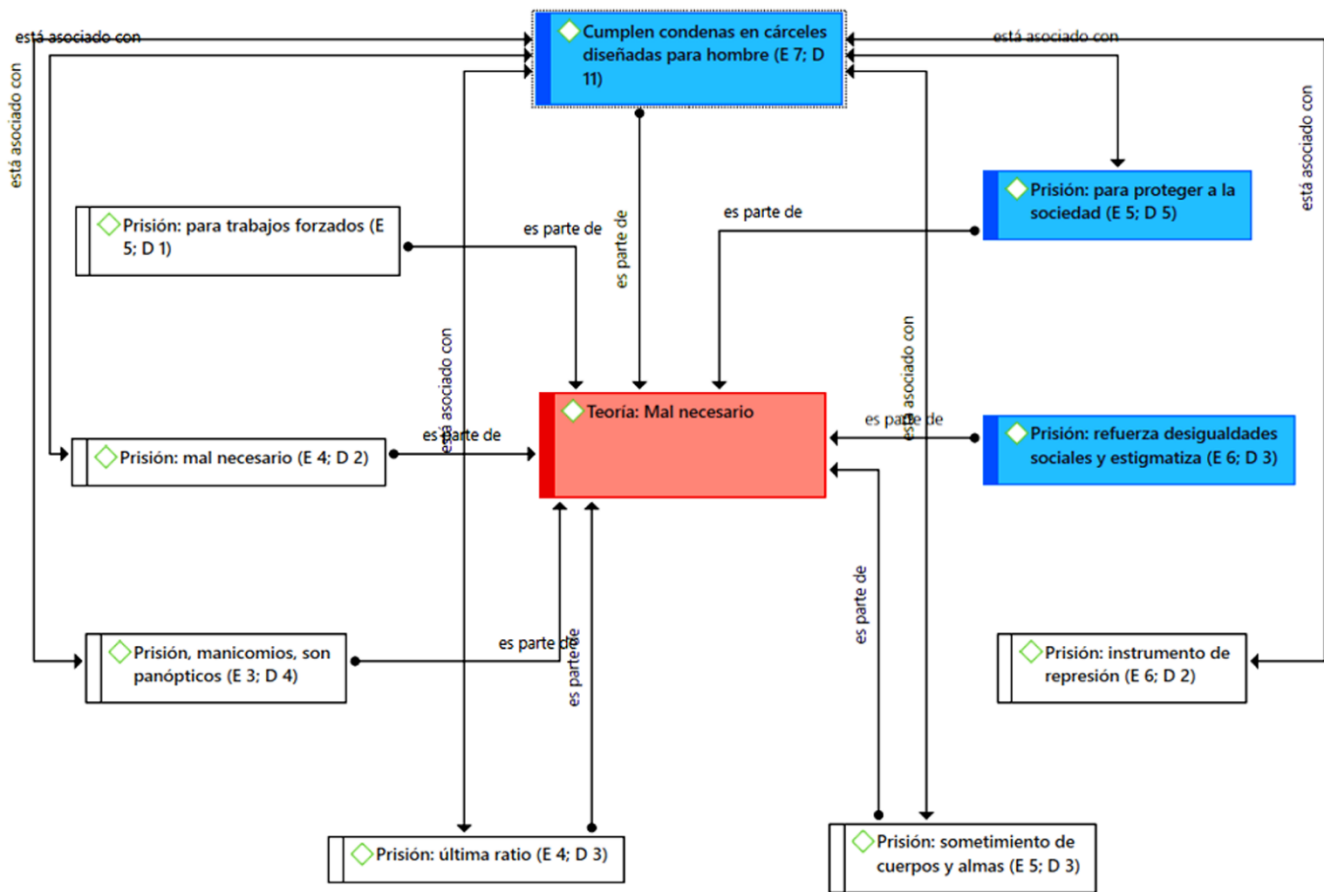 está asociado con
Cumplen condenas en cárceles
diseñadas para hombre (E 7; D
11)
está asociado con
está asociado con
está asociado con
Prisión: para proteger a la
sociedad (E 5; D 5)
Prisión: para trabajos forzados (E
5; D 1)
es parte de
es parte de
es parte de
está asociado con
está asociado con
Teoría: Mal necesario
es parte de
Prisión: refuerza desigualdades
sociales y estigmatiza (E 6; D 3)
es parte de
Prisión: mal necesario (E 4; D 2)
es parte de
es parte de
es parte de
Prisión, manicomios, son
panópticos (E 3; D 4)
Prisión: instrumento de
represión (E 6; D 2)
Prisión: última ratio (E 4; D 3)
Prisión: sometimiento de
cuerpos y almas (E 5; D 3)